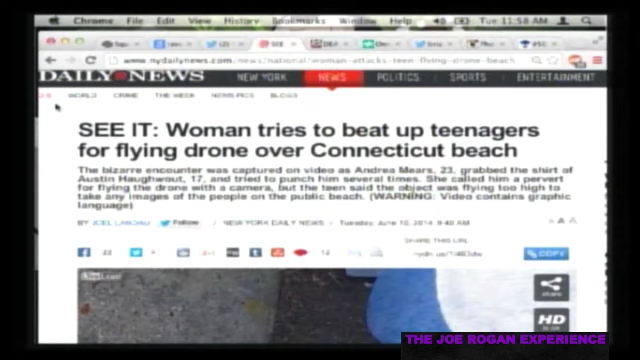 Chrome File Edit View History Bookmarks Window Help Tue 11:58 AM
www.nydailynews.com/news/national/woman-attacks-teen-flying-drone-beach
DAILY NEWS NEW YORK NEWS POLITICS SPORTS ENTERTAINMENT
WORLD CRIME THE WEEK NEWS PICS BLOGS
SEE IT: Woman tries to beat up teenagers
for flying drone over Connecticut beach
The bizarre encounter was captured on video as Andrea Mears, 23, grabbed the shirt of
Austin Haughwout, 17, and tried to punch him several times. She called him a pervert
for flying the drone with a camera, but the teen said the object was flying too high to
take any images of the people on the public beach. (WARNING: Video contains graphic
language)
BY JOEL LANDAU Follow / NEW YORK DAILY NEWS / Tuesday, June 10, 2014, 9:40 AM A A A
SHARE THIS URL
22 4 12 COPY
share
HD
THE JOE ROGAN EXPERIENCE